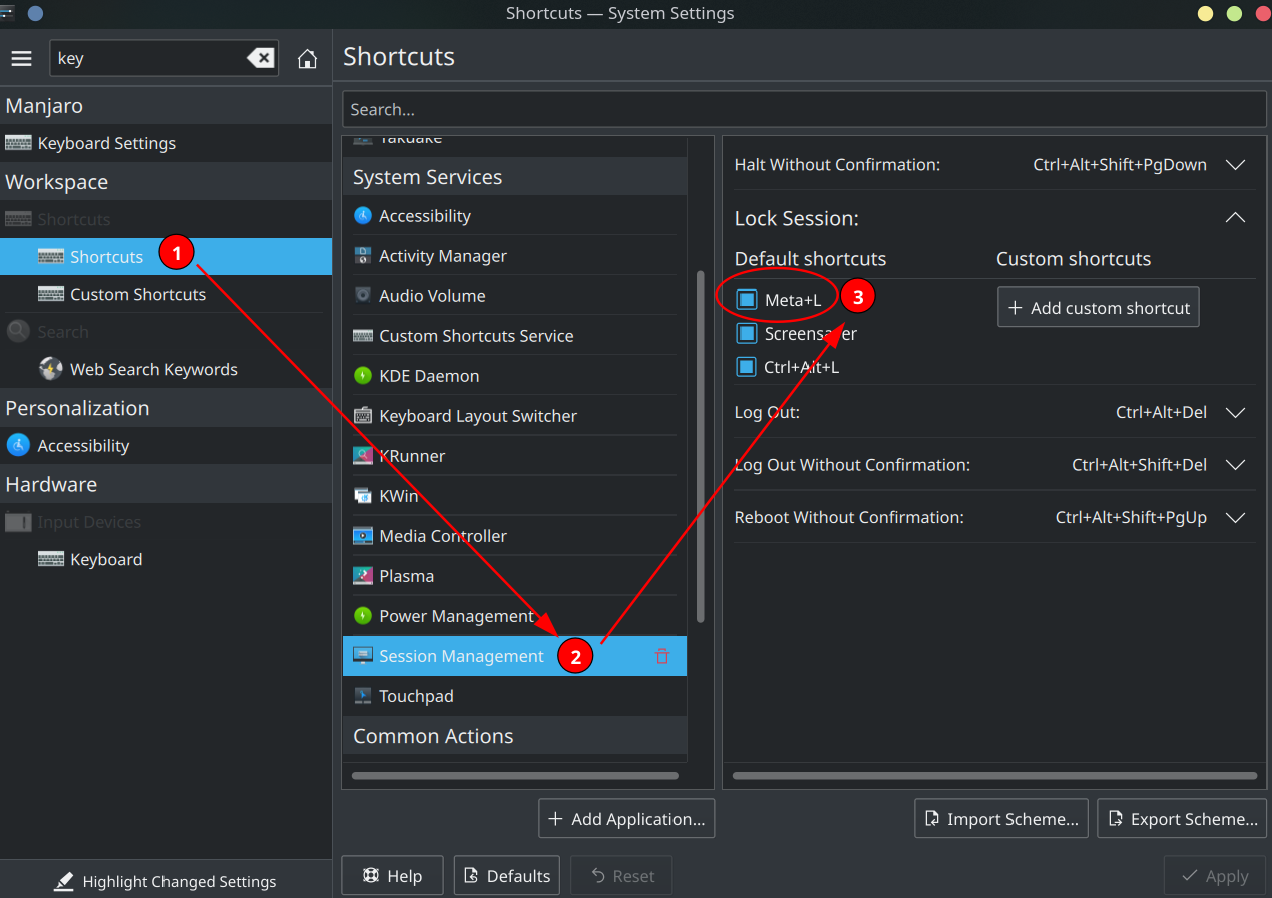 Shortcuts — System Settings
key
Manjaro
Keyboard Settings
Workspace
Shortcuts
Shortcuts
1
Custom Shortcuts
Search
Web Search Keywords
Personalization
Accessibility
Hardware
Input Devices
Keyboard
Highlight Changed Settings
Shortcuts
Search...
Yakuake
System Services
Accessibility
Activity Manager
Audio Volume
Custom Shortcuts Service
KDE Daemon
Keyboard Layout Switcher
KRunner
KWin
Media Controller
Plasma
Power Management
Session Management
2
Touchpad
Common Actions
Add Application...
Halt Without Confirmation: Ctrl+Alt+Shift+PgDown
Lock Session:
Default shortcuts Custom shortcuts
Meta+L 3 Add custom shortcut
Screensaver
Ctrl+Alt+L
Log Out: Ctrl+Alt+Del
Log Out Without Confirmation: Ctrl+Alt+Shift+Del
Reboot Without Confirmation: Ctrl+Alt+Shift+PgUp
Import Scheme... Export Scheme...
Help Defaults Reset Apply